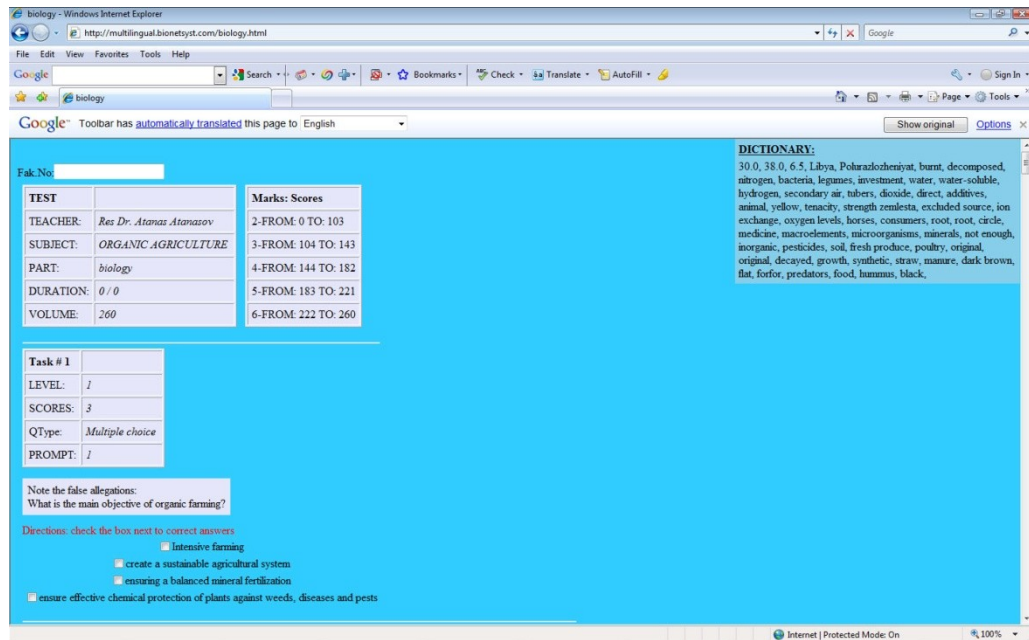 biology - Windows Internet Explorer
http://multilingual.bionetsyst.com/biology.html
Google
File Edit View Favorites Tools Help
Google
Search
Bookmarks
Check
Translate
AutoFill
Sign In
biology
Page
Tools
Google Toolbar has automatically translated this page to English
Show original
Options
DICTIONARY:
30.0, 38.0, 6.5, Libya, Polurazlozheniyat, burnt, decomposed,
nitrogen, bacteria, legumes, investment, water, water-soluble,
hydrogen, secondary air, tubers, dioxide, direct, additives,
animal, yellow, tenacity, strength zemlesta, excluded source, ion
exchange, oxygen levels, horses, consumers, root, root, circle,
medicine, macroelements, microorganisms, minerals, not enough,
inorganic, pesticides, soil, fresh produce, poultry, original,
original, decayed, growth, synthetic, straw, manure, dark brown,
flat, forfor, predators, food, hummus, black,
Fak.No:
TEST
TEACHER: Res Dr. Atanas Atanasov
SUBJECT: ORGANIC AGRICULTURE
PART: biology
DURATION: 0 / 0
VOLUME: 260
Marks: Scores
2-FROM: 0 TO: 103
3-FROM: 104 TO: 143
4-FROM: 144 TO: 182
5-FROM: 183 TO: 221
6-FROM: 222 TO: 260
Task # 1
LEVEL: 1
SCORES: 3
QType: Multiple choice
PROMPT: 1
Note the false allegations:
What is the main objective of organic farming?
Directions: check the box next to correct answers
Intensive farming
create a sustainable agricultural system
ensuring a balanced mineral fertilization
ensure effective chemical protection of plants against weeds, diseases and pests
Internet | Protected Mode: On
100%